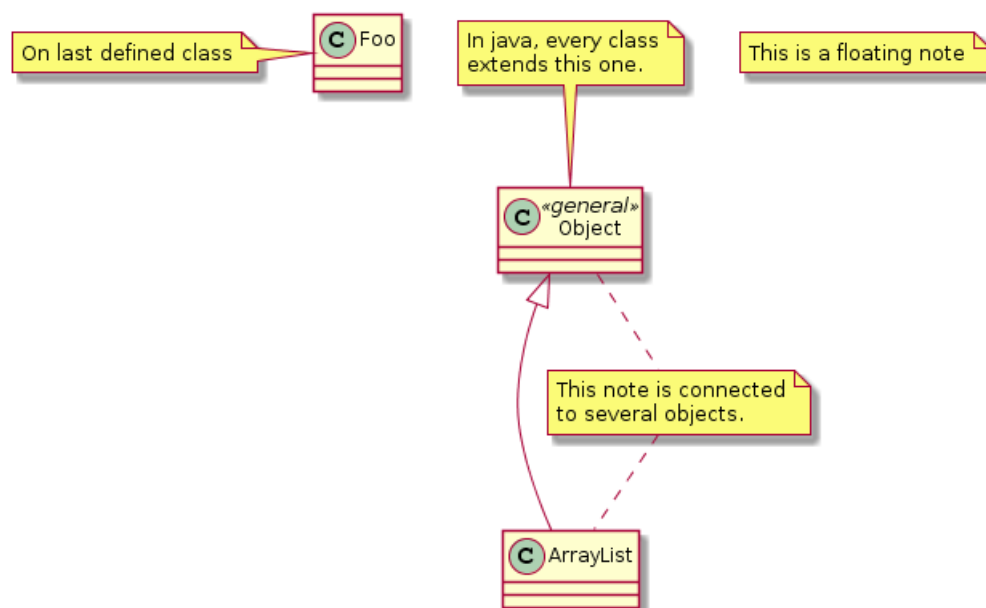 On last defined class
C Foo
In java, every class
extends this one.
This is a floating note
C «general»
Object
This note is connected
to several objects.
C ArrayList